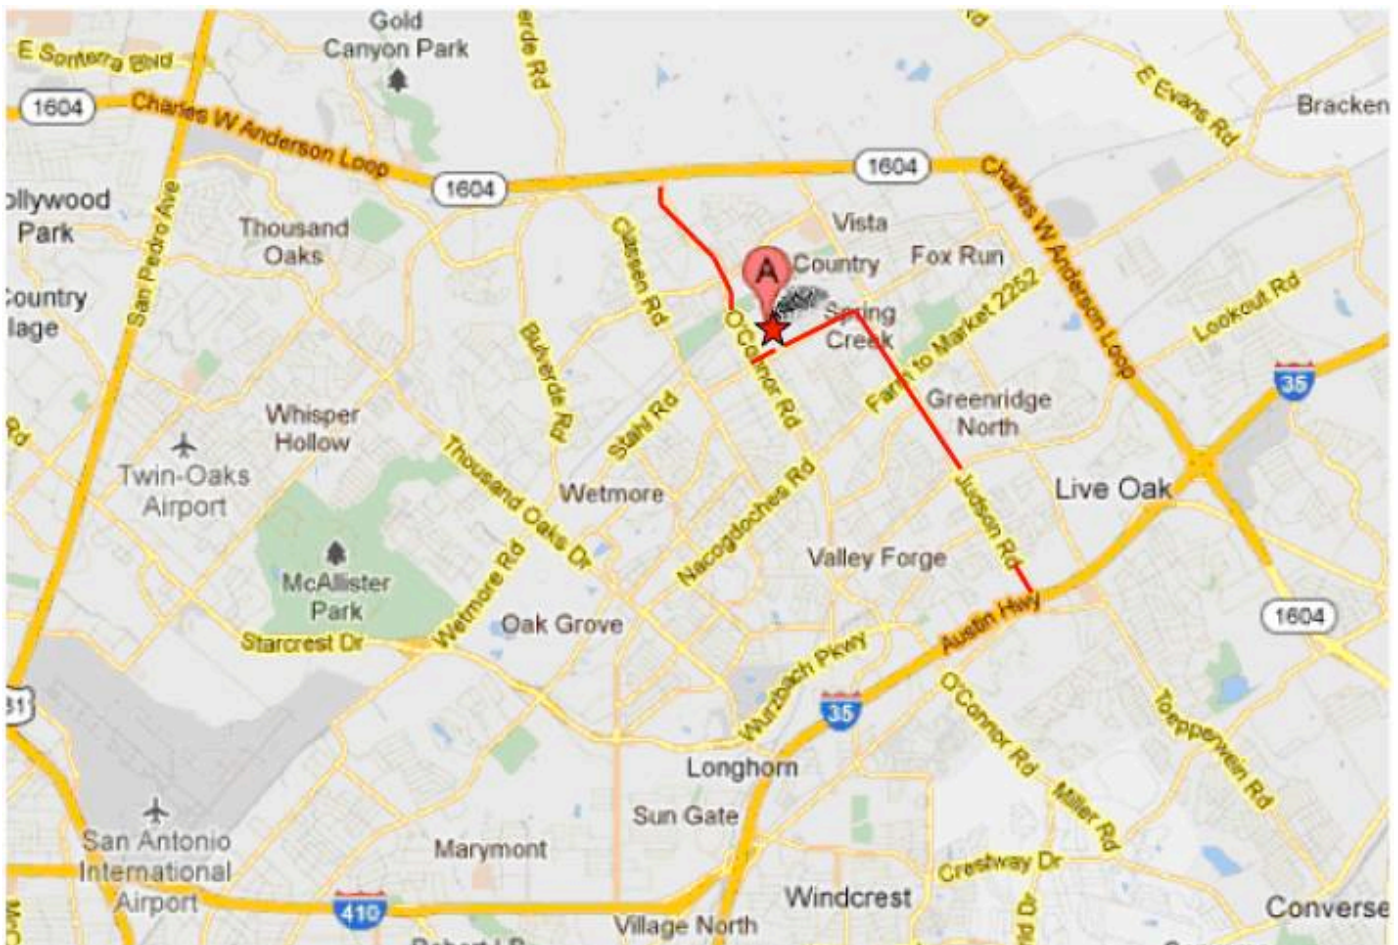 Gold
Canyon Park
erde Rd
Rd
E Sonterra Blvd
E Evans Rd
Bracken
1604
Charles W Anderson Loop
1604
1604
Charles W Anderson Loop
ollywood
Park
San Pedro Ave
Thousand
Oaks
Classen Rd
Vista
A
Country
Fox Run
Country
llage
Spring
Creek
O'Connor Rd
Farm to Market 2252
Lookout Rd
Bulverde Rd
35
Whisper
Hollow
Stahl Rd
Greenridge
North
Rd
Twin-Oaks
Airport
Thousand Oaks Dr
Wetmore
Nacogdoches Rd
Judson Rd
Live Oak
McAllister
Park
Wetmore Rd
Valley Forge
Starcrest Dr
Oak Grove
Austin Hwy
1604
Wurzbach Pkwy
35
O'Connor Rd
Toepperwein Rd
Longhorn
Miller Rd
Sun Gate
San Antonio
International
Airport
Marymont
Crestway Dr
Windcrest
Converse
410
Village North